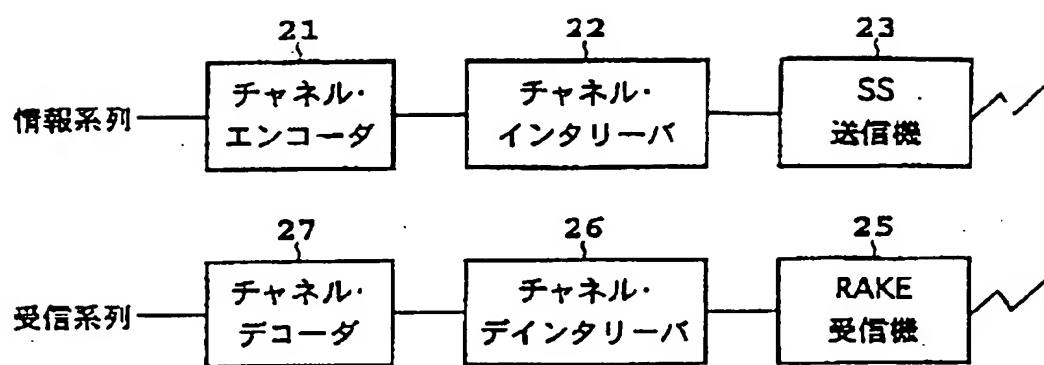 21
22
23
情報系列
チャネル・
エンコーダ
チャネル・
インタリーバ
SS
送信機
27
26
25
受信系列
チャネル・
デコーダ
チャネル・
デインタリーバ
RAKE
受信機